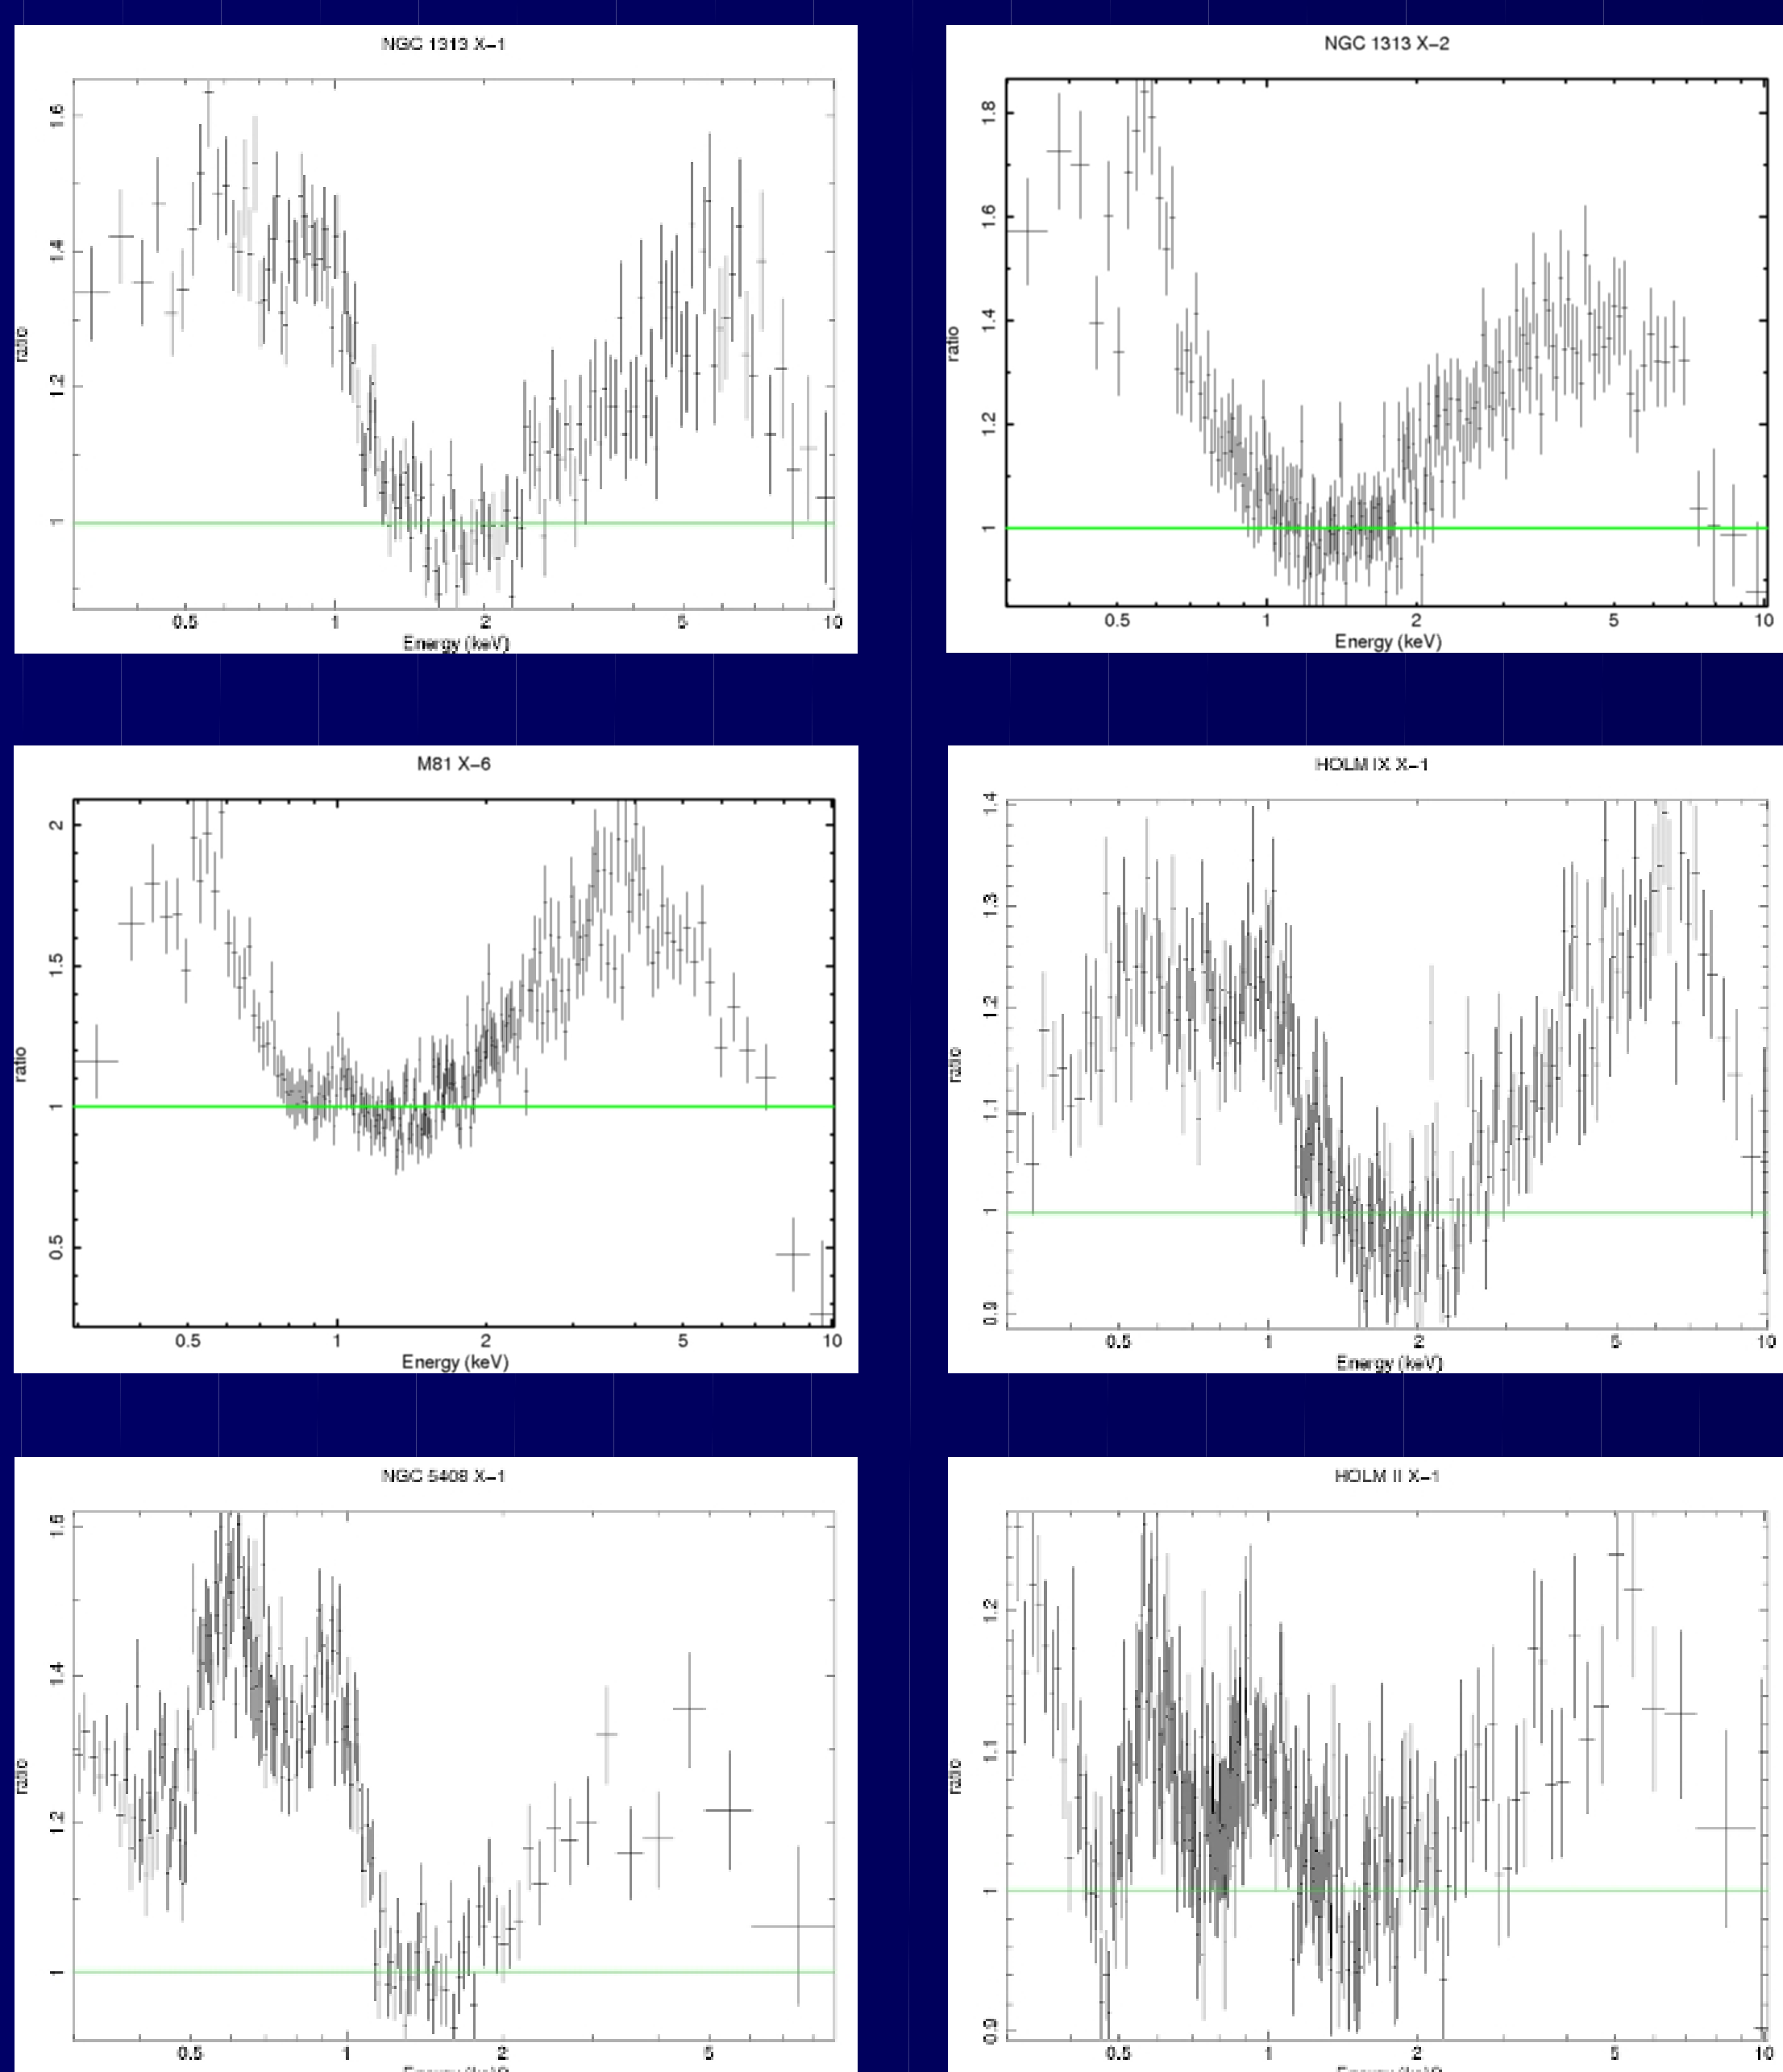 NGC 1313 X-1
ratio
1.6
1.4
1.2
1
0.5 1 2 5 10
Energy (keV)
NGC 1313 X-2
ratio
1.8
1.6
1.4
1.2
1
0.5 1 2 5 10
Energy (keV)
M81 X-6
ratio
2
1.5
1
0.5
0.5 1 2 5 10
Energy (keV)
HOLM IX X-1
ratio
1.4
1.3
1.2
1.1
1
0.9
0.5 1 2 5 10
Energy (keV)
NGC 5408 X-1
ratio
1.6
1.4
1.2
1
0.5 1 2 5
HOLM II X-1
ratio
1.2
1.1
1
0.9
0.5 1 2 5 10